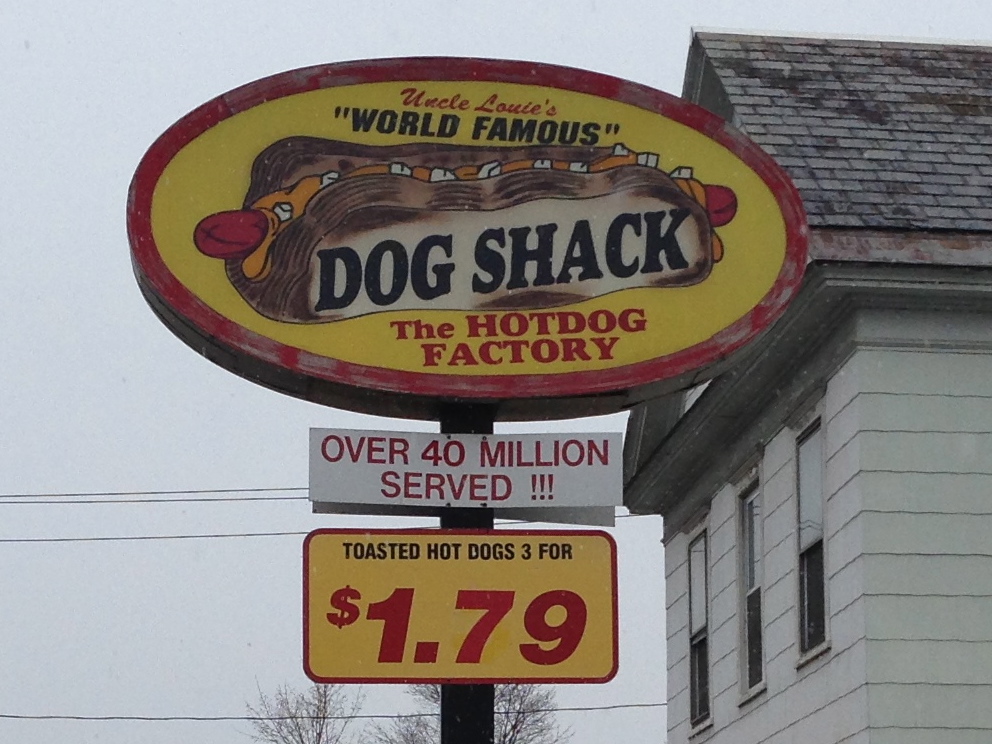 Uncle Louie's
"WORLD FAMOUS"
DOG SHACK
The HOTDOG
FACTORY
OVER 40 MILLION
SERVED !!!
TOASTED HOT DOGS 3 FOR
$1.79